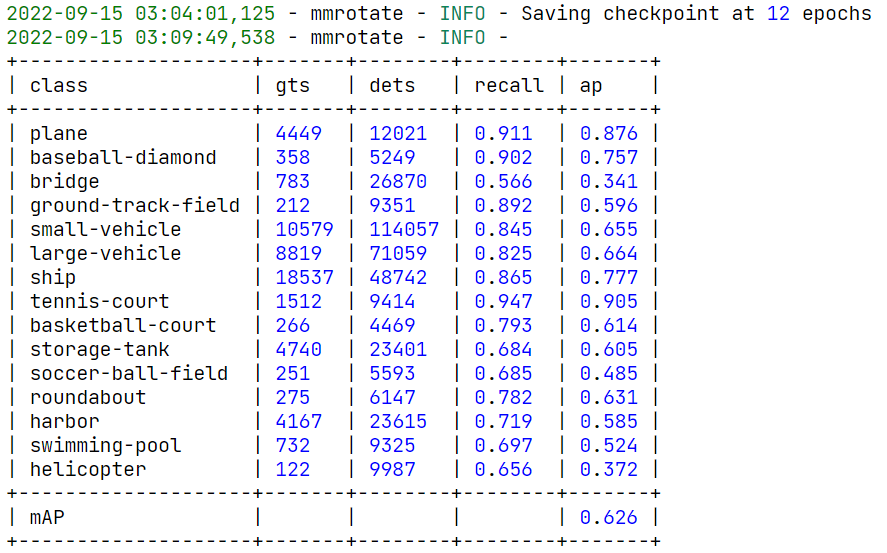 2022-09-15 03:04:01,125 - mmrotate - INFO - Saving checkpoint at 12 epochs
2022-09-15 03:09:49,538 - mmrotate - INFO -
+--------------------+-------+--------+--------+-------+
| class              | gts   | dets   | recall | ap    |
+--------------------+-------+--------+--------+-------+
| plane              | 4449  | 12021  | 0.911  | 0.876 |
| baseball-diamond   | 358   | 5249   | 0.902  | 0.757 |
| bridge             | 783   | 26870  | 0.566  | 0.341 |
| ground-track-field | 212   | 9351   | 0.892  | 0.596 |
| small-vehicle      | 10579 | 114057 | 0.845  | 0.655 |
| large-vehicle      | 8819  | 71059  | 0.825  | 0.664 |
| ship               | 18537 | 48742  | 0.865  | 0.777 |
| tennis-court       | 1512  | 9414   | 0.947  | 0.905 |
| basketball-court   | 266   | 4469   | 0.793  | 0.614 |
| storage-tank       | 4740  | 23401  | 0.684  | 0.605 |
| soccer-ball-field  | 251   | 5593   | 0.685  | 0.485 |
| roundabout         | 275   | 6147   | 0.782  | 0.631 |
| harbor             | 4167  | 23615  | 0.719  | 0.585 |
| swimming-pool      | 732   | 9325   | 0.697  | 0.524 |
| helicopter         | 122   | 9987   | 0.656  | 0.372 |
+--------------------+-------+--------+--------+-------+
| mAP                |       |        |        | 0.626 |
+--------------------+-------+--------+--------+-------+